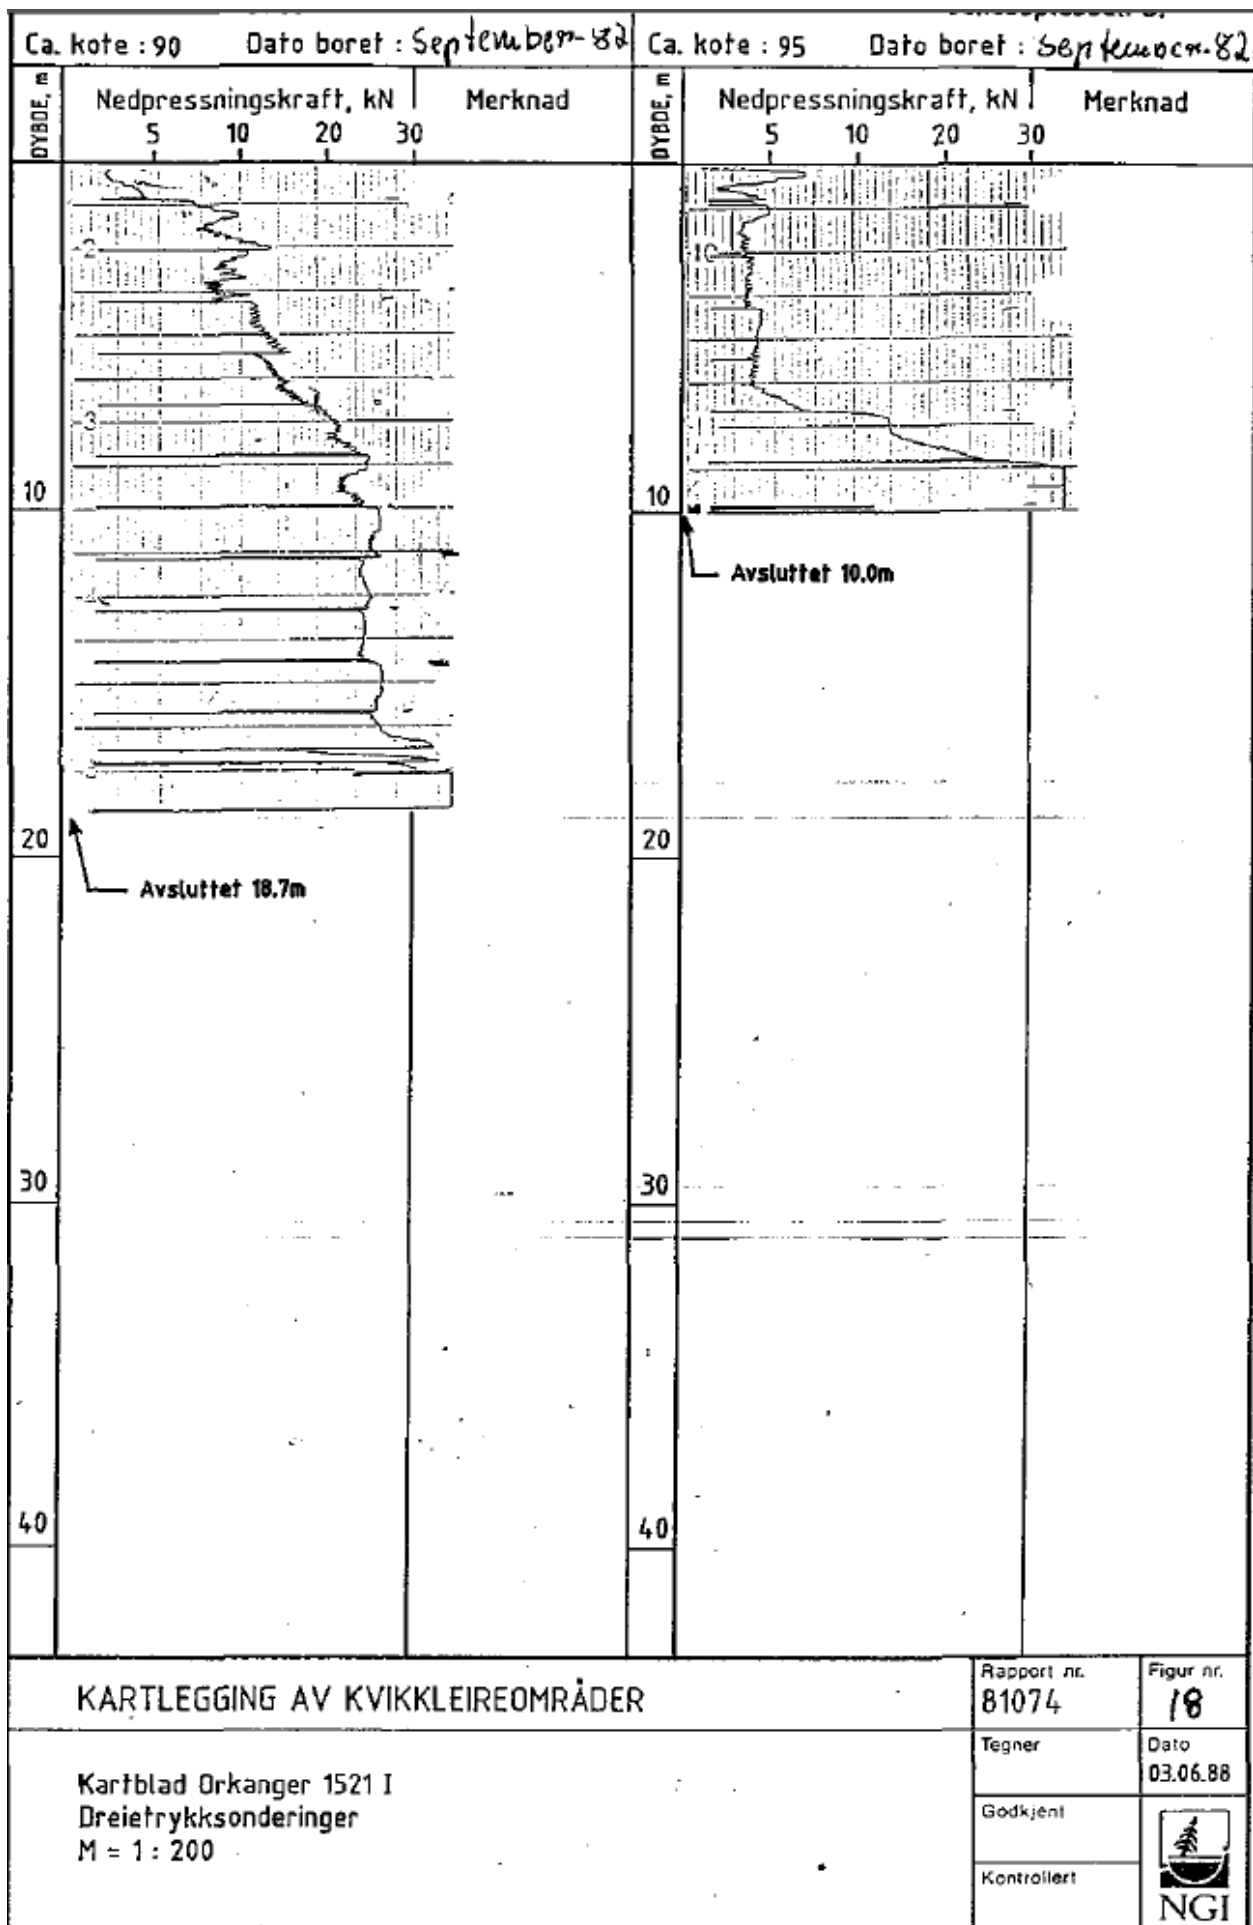 Ca. kote : 90 Dato boret : September-82
DYBDE, m
Nedpressningskraft, kN Merknad
5 10 20 30
2
3
10
20
Avsluttet 18.7m
30
40
Ca. kote : 95 Dato boret : September-82
DYBDE, m
Nedpressningskraft, kN Merknad
5 10 20 30
10
10
Avsluttet 10.0m
20
30
40
KARTLEGGING AV KVIKKLEIREOMRÅDER
Kartblad Orkanger 1521 I
Dreietrykksonderinger
M = 1 : 200
Rapport nr.
81074
Figur nr.
18
Tegner
Dato
03.06.88
Godkjent
Kontrollert
NGI